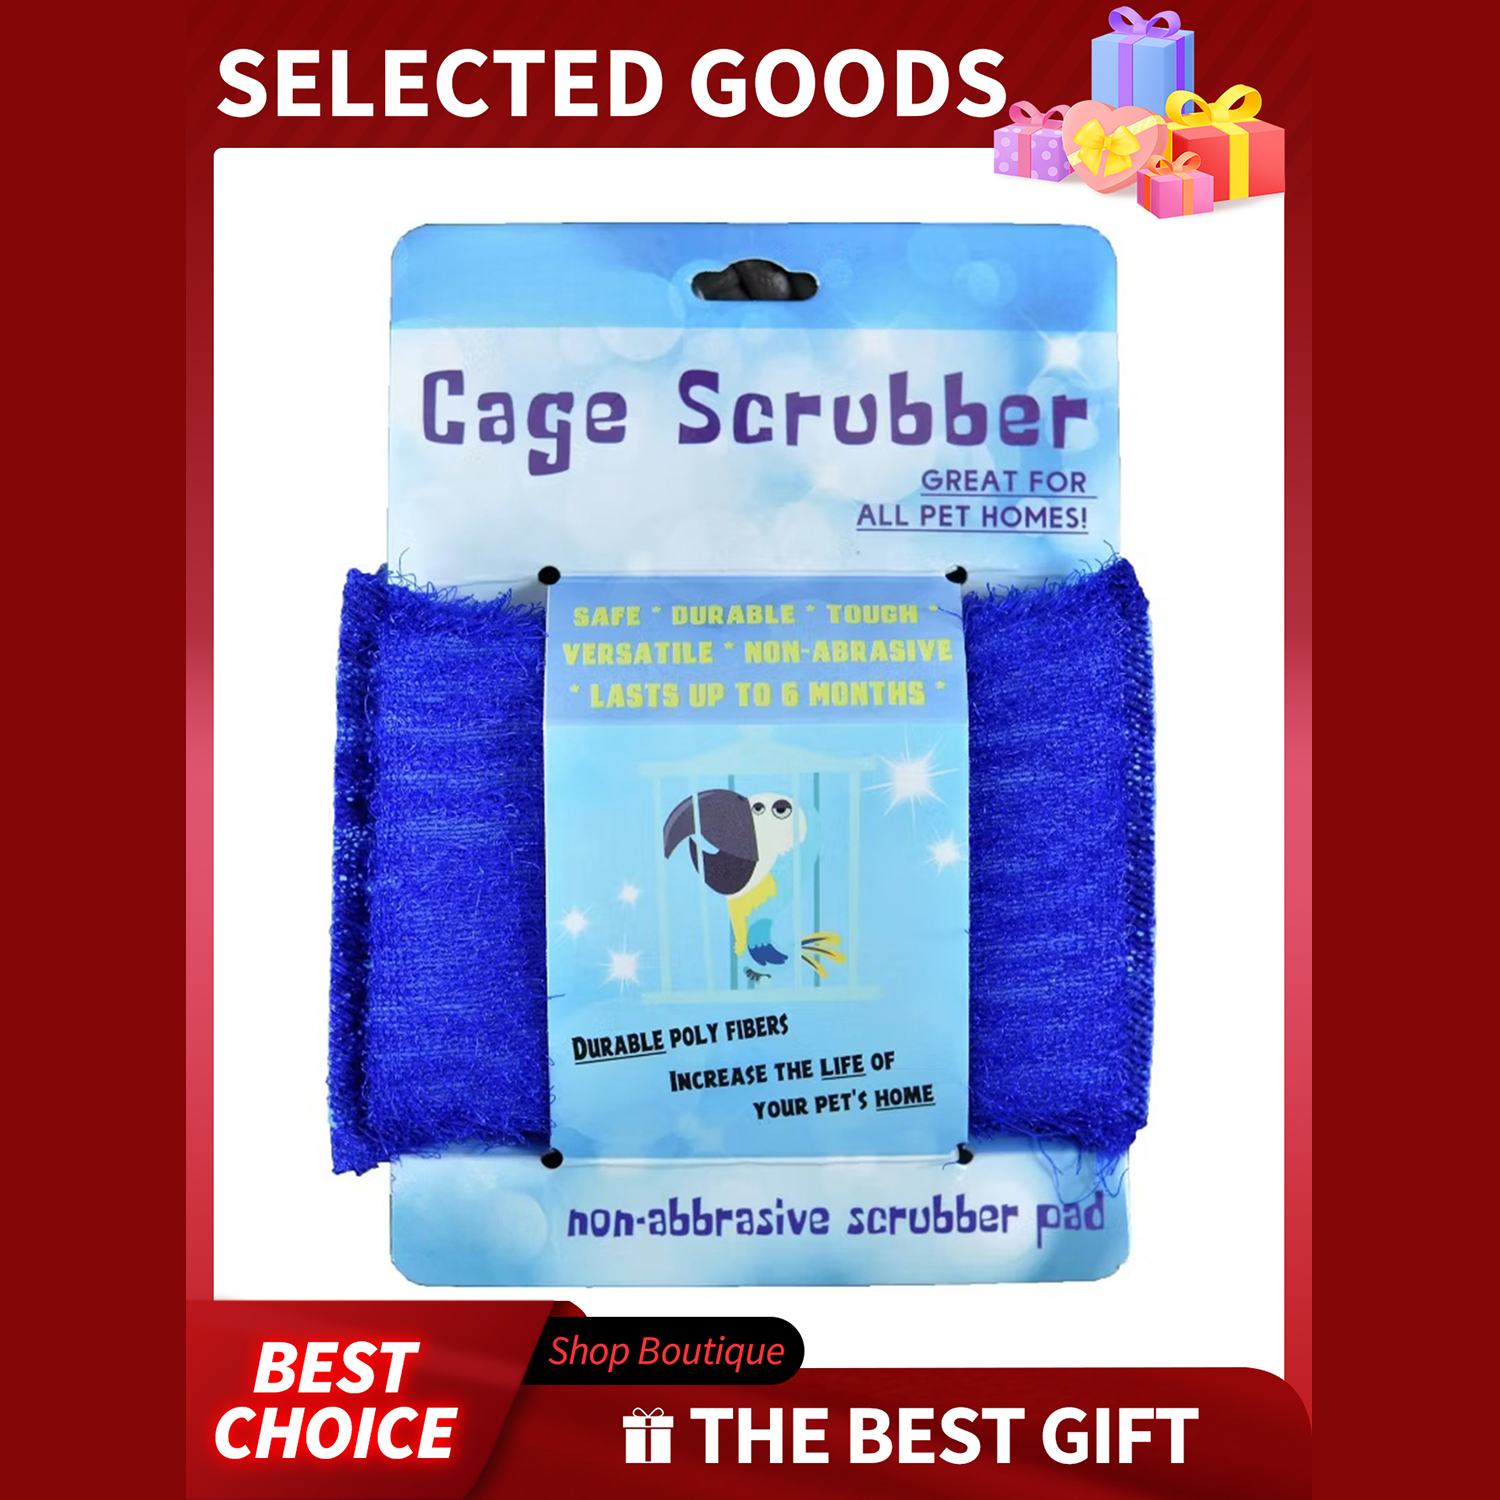 SELECTED GOODS
Cage Scrubber
GREAT FOR
ALL PET HOMES!
SAFE * DURABLE * TOUGH *
VERSATILE * NON-ABRASIVE
* LASTS UP TO 6 MONTHS *
DURABLE POLY FIBERS
INCREASE THE LIFE OF
YOUR PET'S HOME
non-abbrasive scrubber pad
BEST
CHOICE
Shop Boutique
THE BEST GIFT